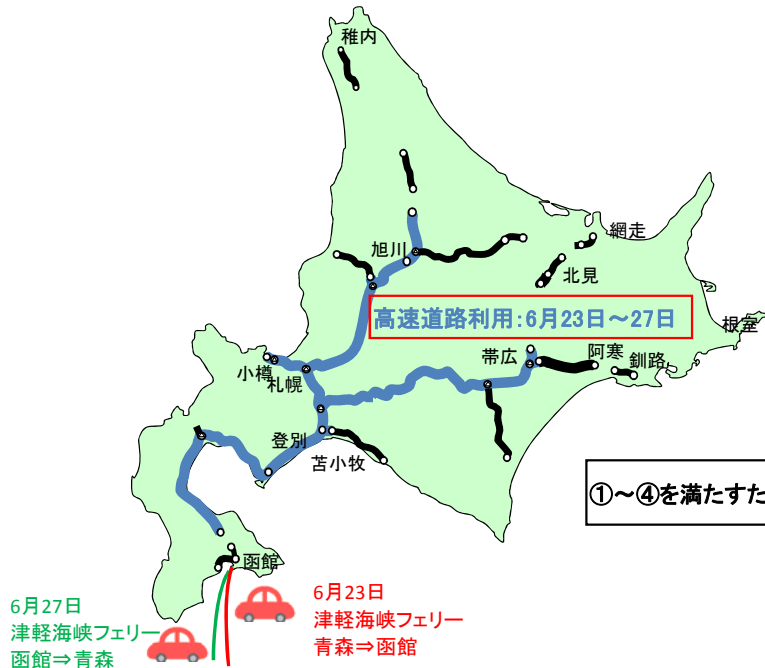 稚内
旭川
網走
北見
高速道路利用:6月23日～27日
根室
小樽
札幌
帯広
阿寒
釧路
登別
苫小牧
①～④を満たすた
函館
6月27日
津軽海峡フェリー
函館⇒青森
6月23日
津軽海峡フェリー
青森⇒函館